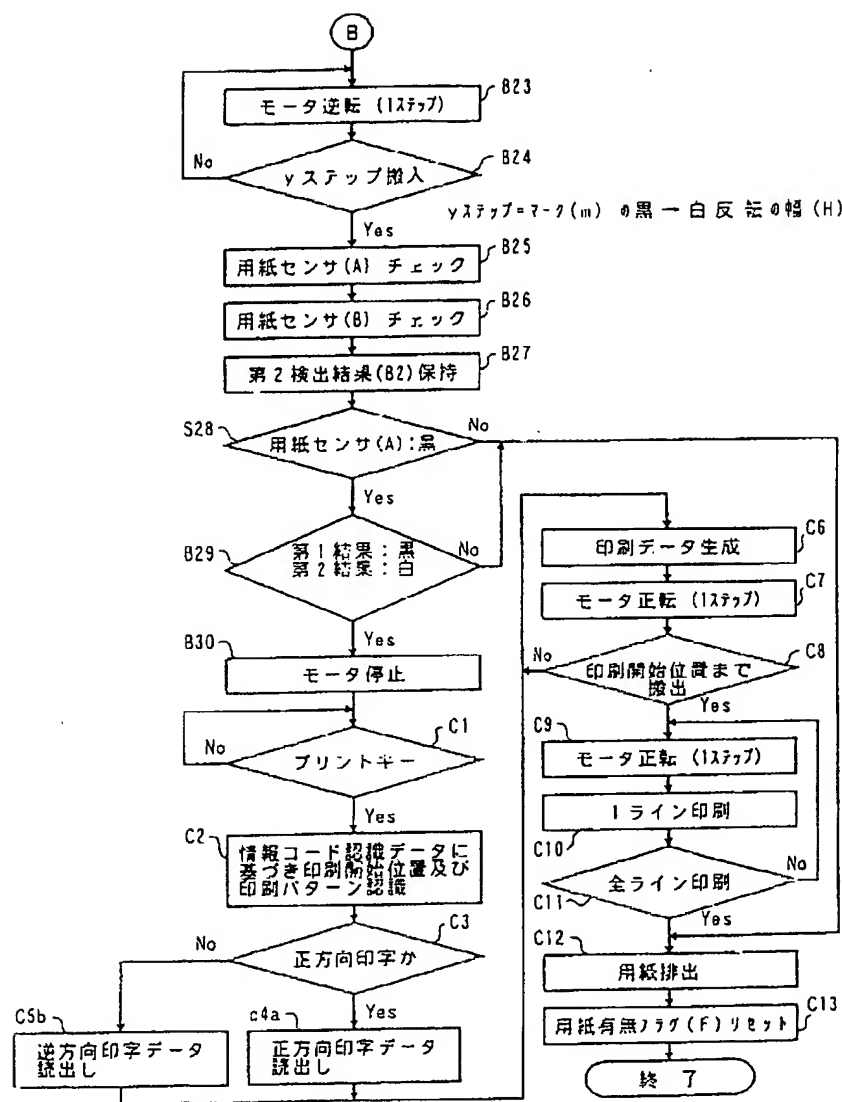 B
モータ逆転 (1ステップ)
B23
No
yステップ搬入
B24
yステップ=マーク(m) の黒→白反転の幅(H)
Yes
用紙センサ(A) チェック
B25
用紙センサ(B) チェック
B26
第2検出結果(B2)保持
B27
S28
用紙センサ(A):黒
No
Yes
B29
第1結果:黒
第2結果:白
No
Yes
B30
モータ停止
No
プリントキー
C1
Yes
C2
情報コード認識データに
基づき印刷開始位置及び
印刷パターン認識
No
正方向印字か
C3
Yes
C5b
逆方向印字データ
読出し
c4a
正方向印字データ
読出し
印刷データ生成
C6
モータ正転 (1ステップ)
C7
No
印刷開始位置まで
搬出
C8
Yes
C9
モータ正転 (1ステップ)
1ライン印刷
C10
全ライン印刷
No
C11
Yes
C12
用紙排出
用紙有無フラグ(F)リセット
C13
終了